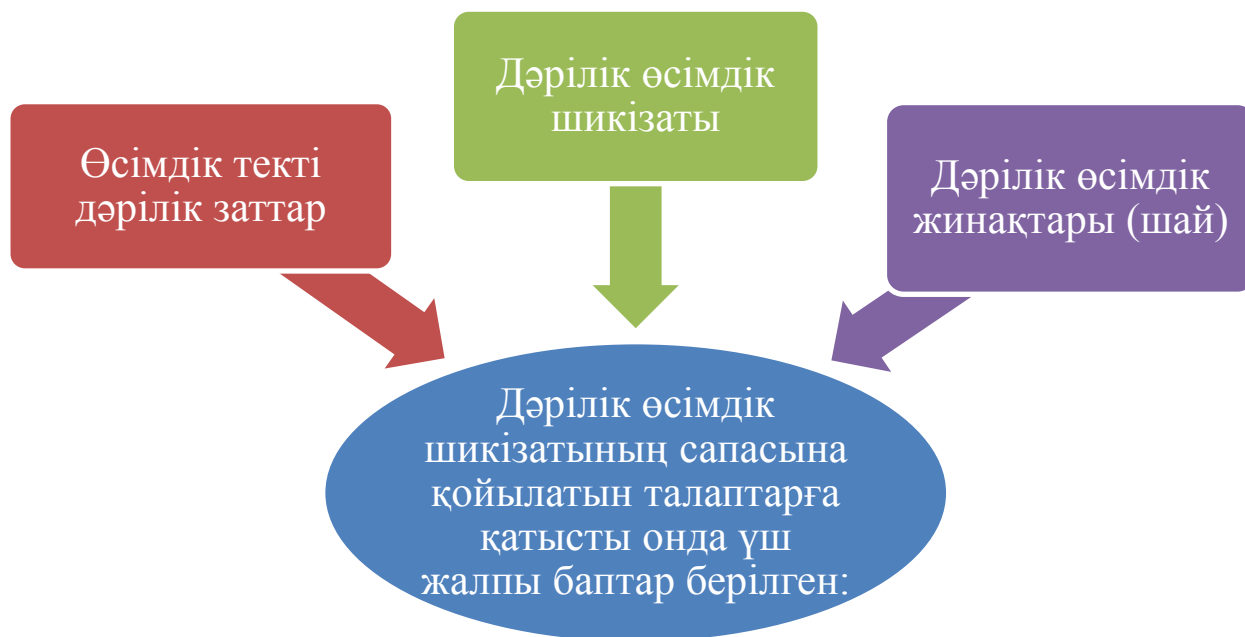 Өсімдік текті
дәрілік заттар
Дәрілік өсімдік
шикізаты
Дәрілік өсімдік
жинақтары (шай)
Дәрілік өсімдік
шикізатының сапасына
қойылатын талаптарға
қатысты онда үш
жалпы баптар берілген: